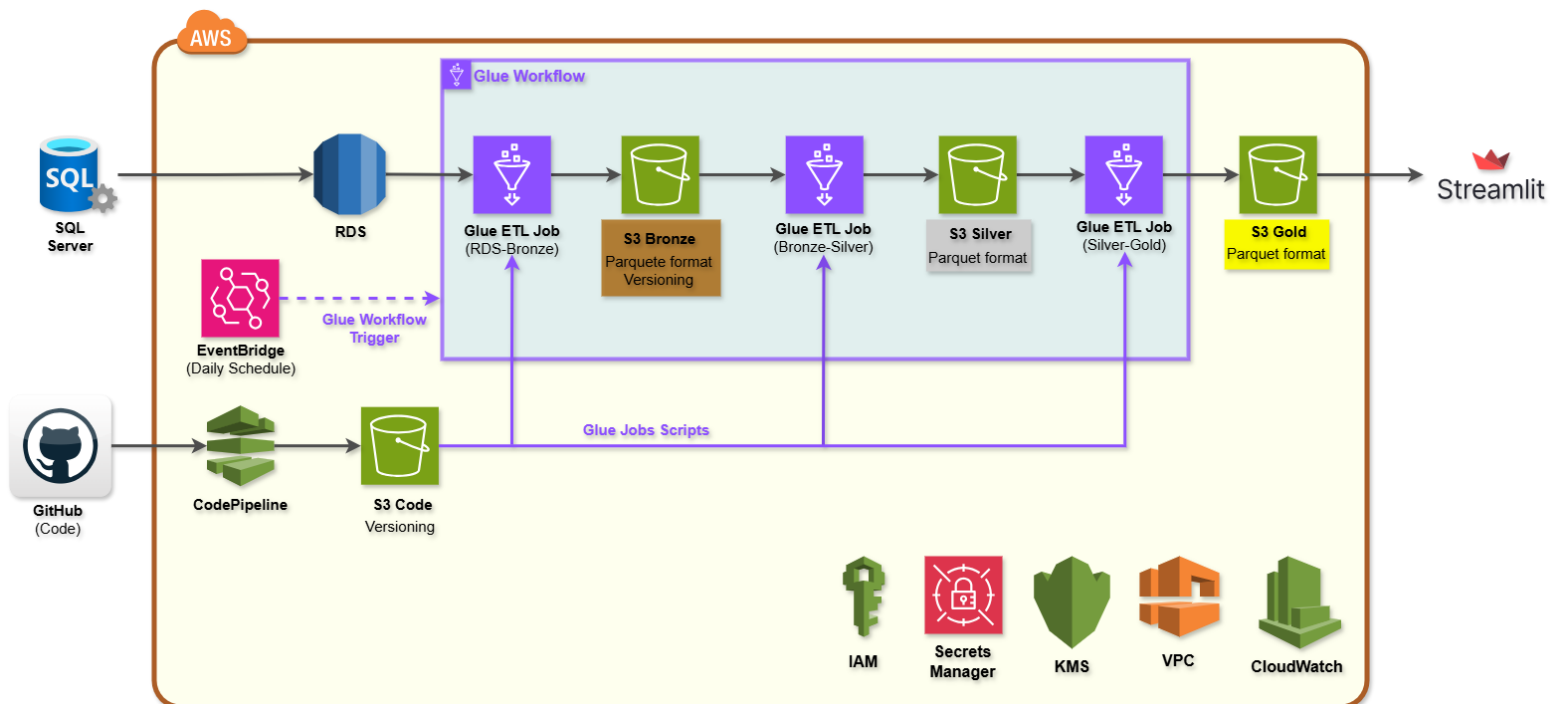 AWS
Glue Workflow
SQL
SQL
Server
RDS
Glue ETL Job
(RDS-Bronze)
S3 Bronze
Parquete format
Versioning
Glue ETL Job
(Bronze-Silver)
S3 Silver
Parquet format
Glue ETL Job
(Silver-Gold)
S3 Gold
Parquet format
Streamlit
EventBridge
(Daily Schedule)
Glue Workflow
Trigger
GitHub
(Code)
CodePipeline
S3 Code
Versioning
Glue Jobs Scripts
IAM
Secrets
Manager
KMS
VPC
CloudWatch